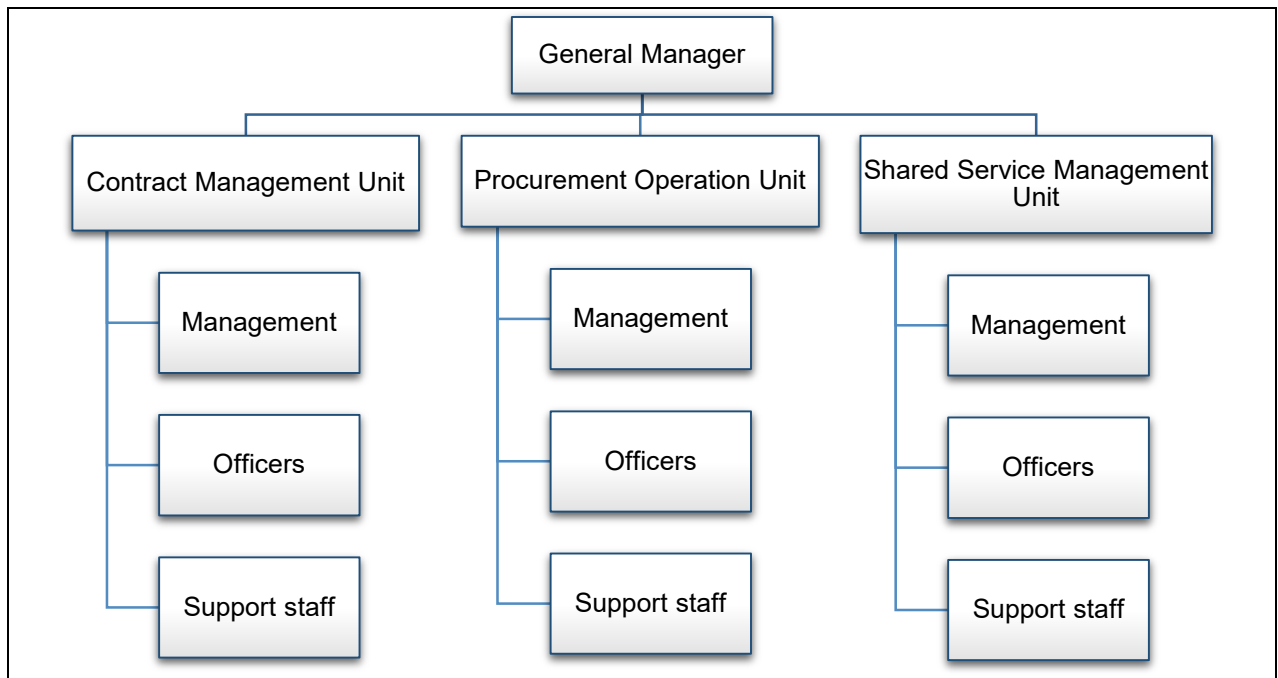 General Manager
Contract Management Unit
Procurement Operation Unit
Shared Service Management
Unit
Management
Management
Management
Officers
Officers
Officers
Support staff
Support staff
Support staff